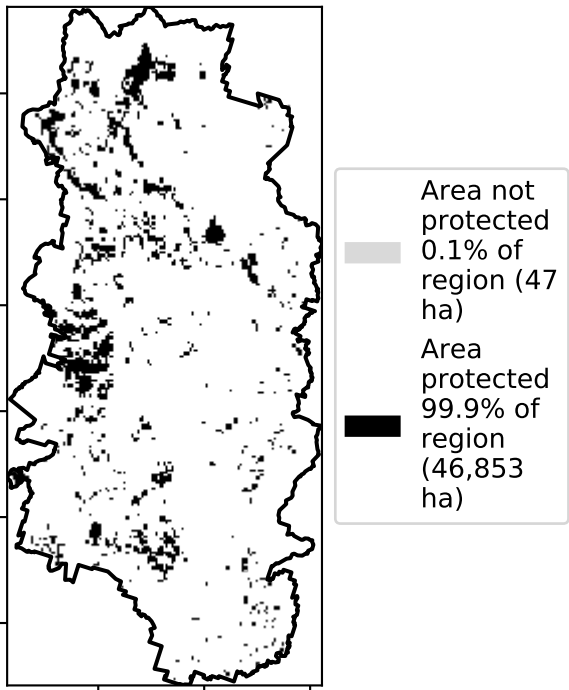 Area not
protected
0.1% of
region (47
ha)
Area
protected
99.9% of
region
(46,853
ha)